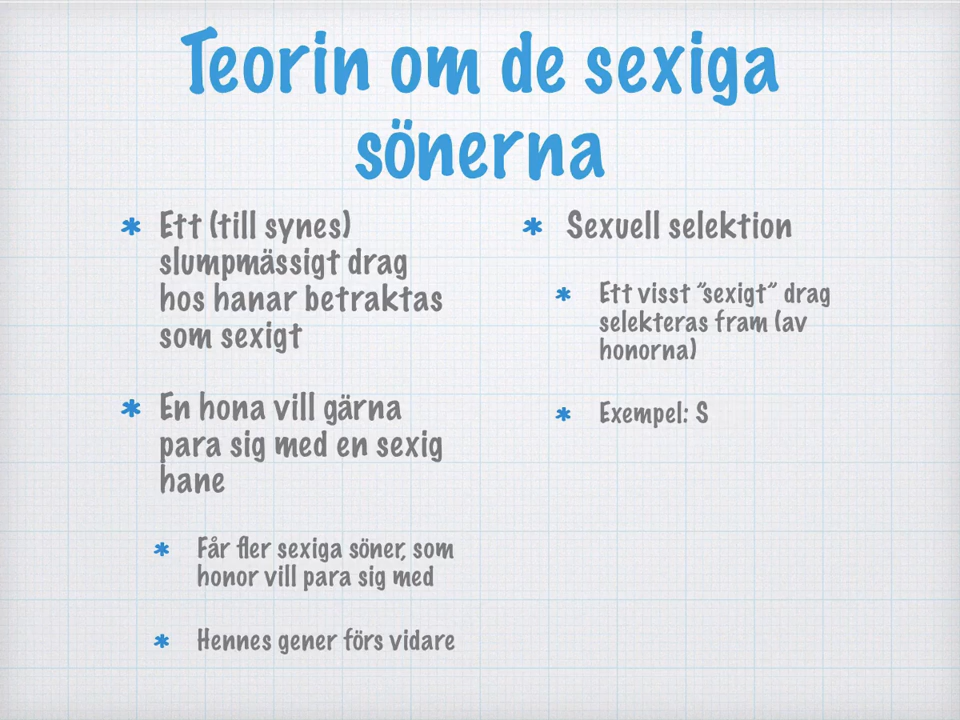 Teorin om de sexiga
sönerna
Ett (till synes)
slumpmässigt drag
hos hanar betraktas
som sexigt
En hona vill gärna
para sig med en sexig
hane
Får fler sexiga söner, som
honor vill para sig med
Hennes gener förs vidare
Sexuell selektion
Ett visst ”sexigt” drag
selekteras fram (av
honorna)
Exempel: S